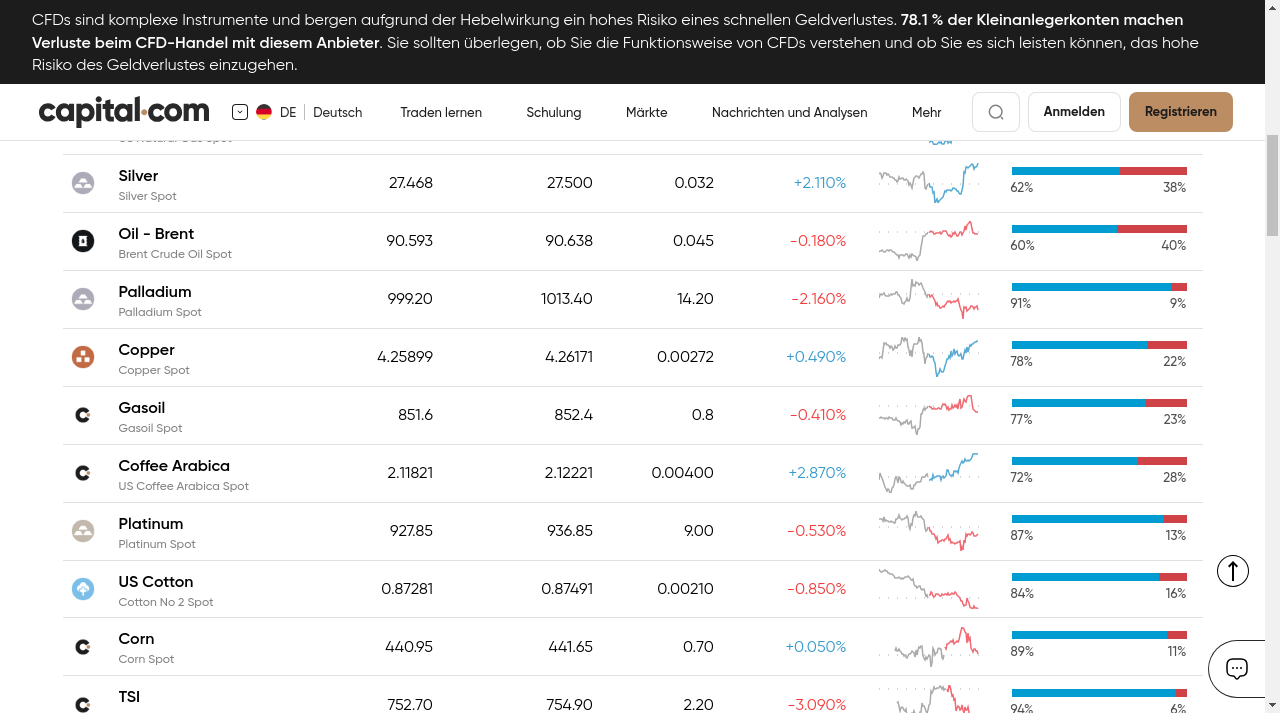 CFDs sind komplexe Instrumente und bergen aufgrund der Hebelwirkung ein hohes Risiko eines schnellen Geldverlustes. 78.1 % der Kleinanlegerkonten machen
Verluste beim CFD-Handel mit diesem Anbieter. Sie sollten überlegen, ob Sie die Funktionsweise von CFDs verstehen und ob Sie es sich leisten können, das hohe
Risiko des Geldverlustes einzugehen.
capital.com DE Deutsch Traden lernen Schulung Märkte Nachrichten und Analysen Mehr Anmelden Registrieren
US Natural Gas Spot
Silver 27.468 27.500 0.032 +2.110%
Silver Spot 62% 38%
Oil - Brent 90.593 90.638 0.045 -0.180%
Brent Crude Oil Spot 60% 40%
Palladium 999.20 1013.40 14.20 -2.160%
Palladium Spot 91% 9%
Copper 4.25899 4.26171 0.00272 +0.490%
Copper Spot 78% 22%
Gasoil 851.6 852.4 0.8 -0.410%
Gasoil Spot 77% 23%
Coffee Arabica 2.11821 2.12221 0.00400 +2.870%
US Coffee Arabica Spot 72% 28%
Platinum 927.85 936.85 9.00 -0.530%
Platinum Spot 87% 13%
US Cotton 0.87281 0.87491 0.00210 -0.850%
Cotton No 2 Spot 84% 16%
Corn 440.95 441.65 0.70 +0.050%
Corn Spot 89% 11%
TSI 752.70 754.90 2.20 -3.090%
94% 6%